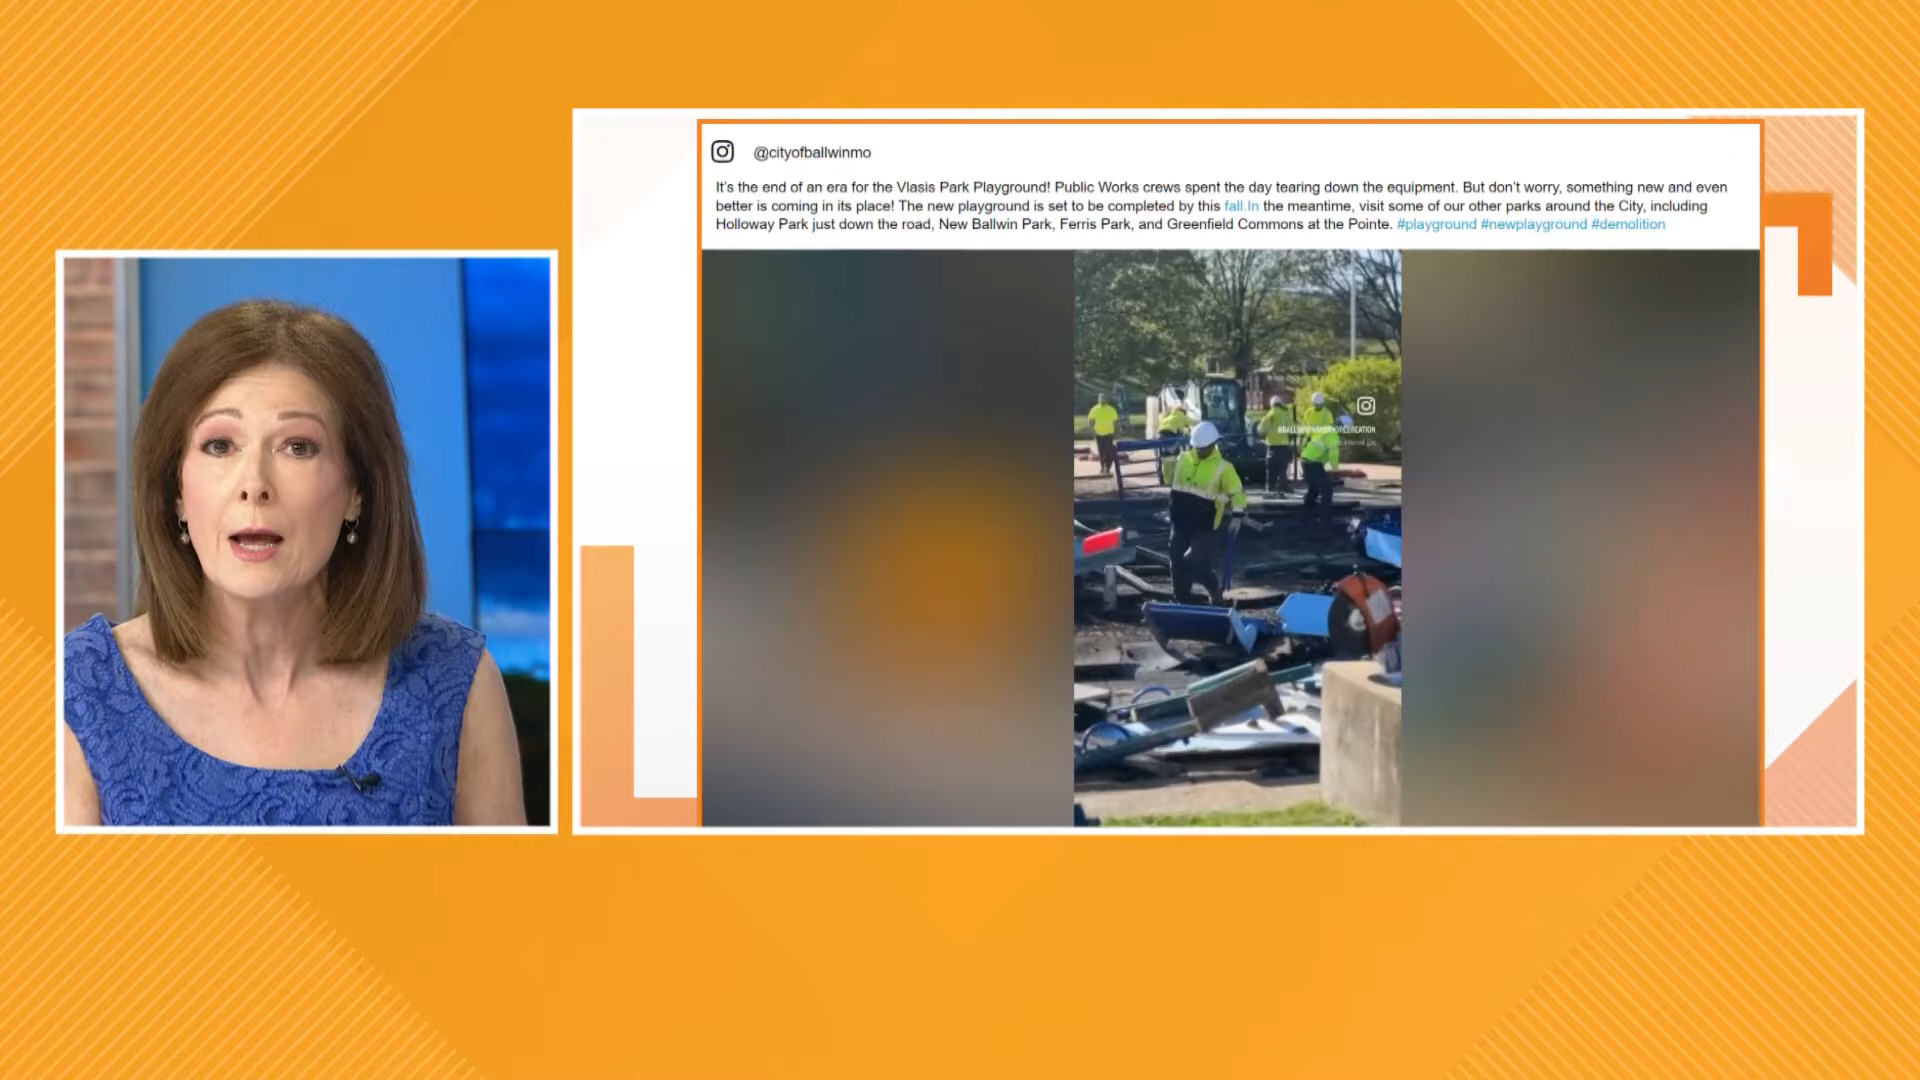 @cityofballwinmo
It's the end of an era for the Vlasis Park Playground! Public Works crews spent the day tearing down the equipment. But don't worry, something new and even
better is coming in its place! The new playground is set to be completed by this fall.In the meantime, visit some of our other parks around the City, including
Holloway Park just down the road, New Ballwin Park, Ferris Park, and Greenfield Commons at the Pointe. #playground #newplayground #demolition